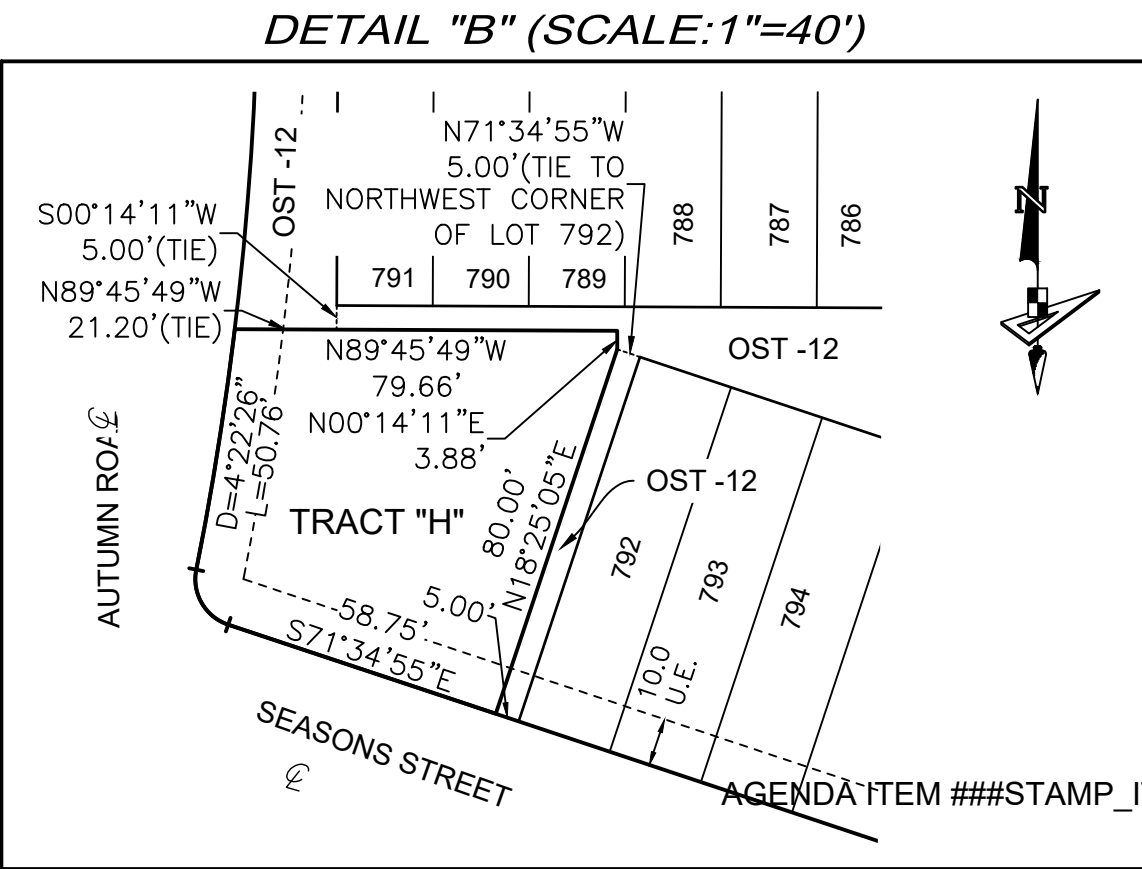 DETAIL "B" (SCALE:1"=40')
OST -12
N71°34'55"W
5.00'(TIE TO
NORTHWEST CORNER
OF LOT 792)
S00°14'11"W
5.00'(TIE)
N89°45'49"W
21.20'(TIE)
791
790
789
788
787
786
N
N89°45'49"W
79.66'
N00°14'11"E
3.88'
OST -12
D=4°22'26"
L=50.76'
AUTUMN ROAD
TRACT "H"
80.00'
N18°25'05"E
OST -12
792
793
794
5.00'
58.75'
S71°34'55"E
10.0
U.E.
SEASONS STREET
AGENDA ITEM ###STAMP_I